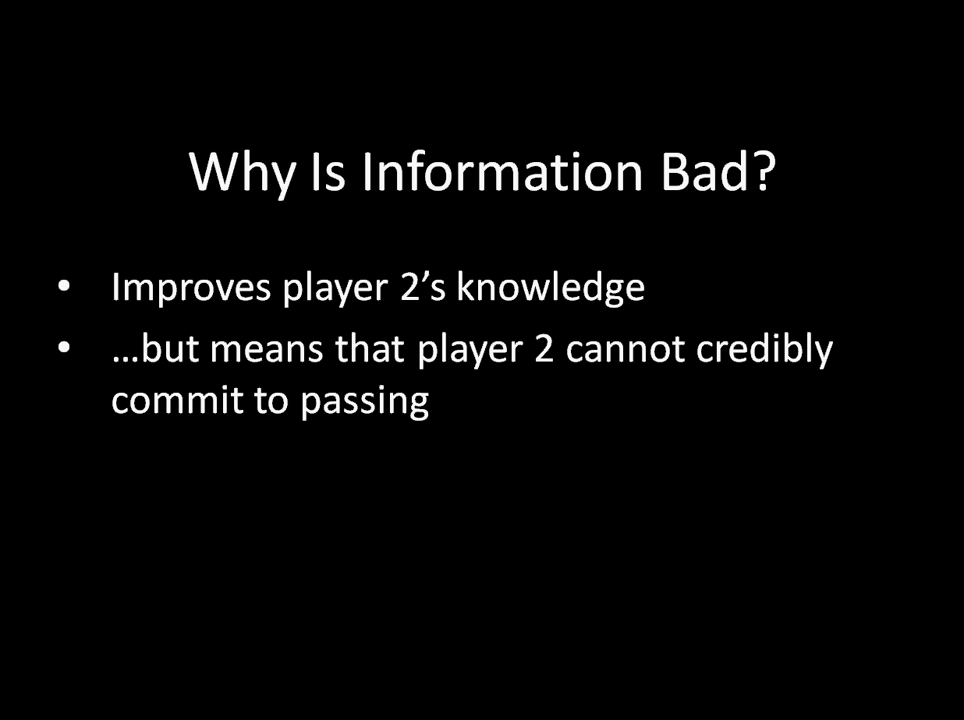 Why Is Information Bad?
• Improves player 2’s knowledge
• …but means that player 2 cannot credibly
commit to passing